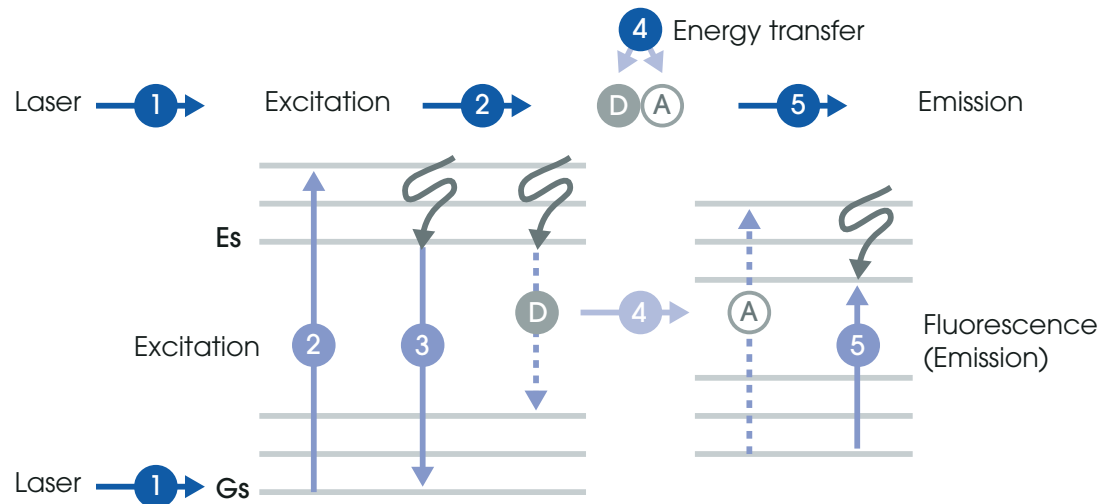 4 Energy transfer
Laser 1 Excitation 2 D A 5 Emission
Es
D 4 A
Excitation 2 3 5 Fluorescence
(Emission)
Laser 1 Gs